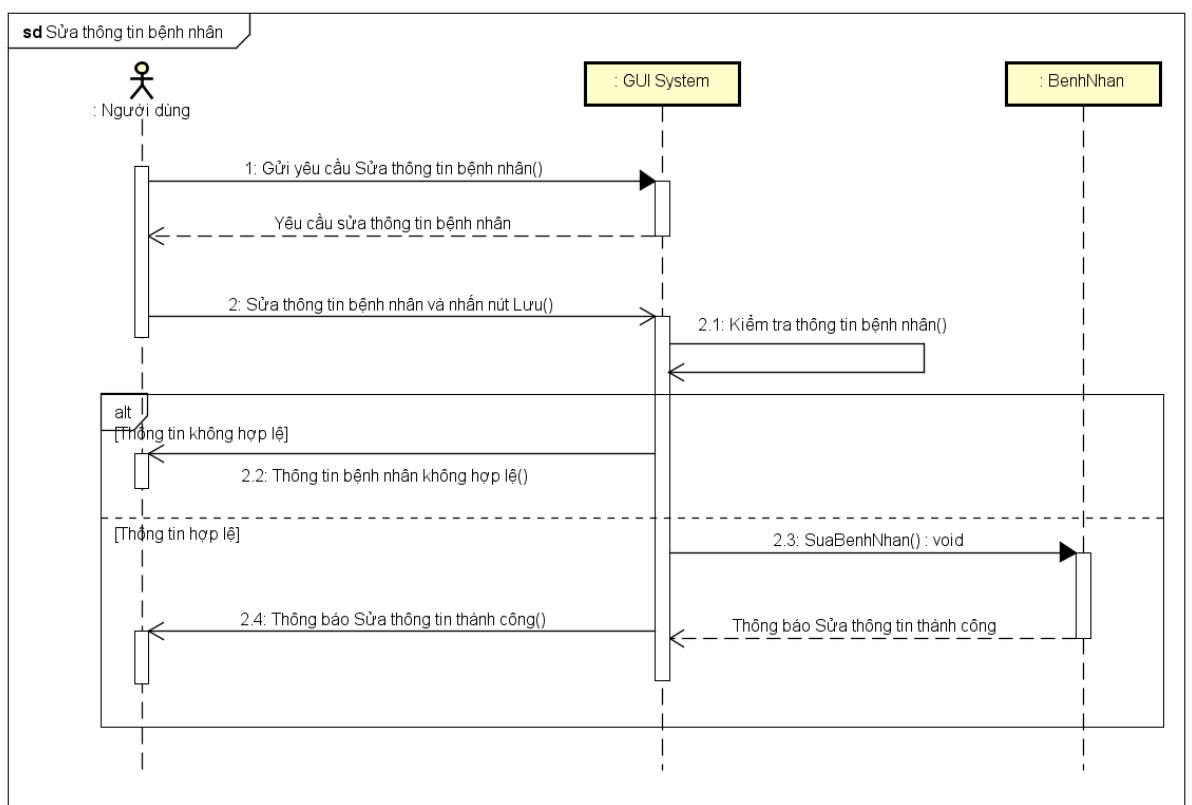 sd Sửa thông tin bệnh nhân
: Người dùng
: GUI System
: BenhNhan
1: Gửi yêu cầu Sửa thông tin bệnh nhân()
Yêu cầu sửa thông tin bệnh nhân
2: Sửa thông tin bệnh nhân và nhấn nút Lưu()
2.1: Kiểm tra thông tin bệnh nhân()
alt
[Thông tin không hợp lệ]
2.2: Thông tin bệnh nhân không hợp lệ()
[Thông tin hợp lệ]
2.3: SuaBenhNhan() : void
2.4: Thông báo Sửa thông tin thành công()
Thông báo Sửa thông tin thành công